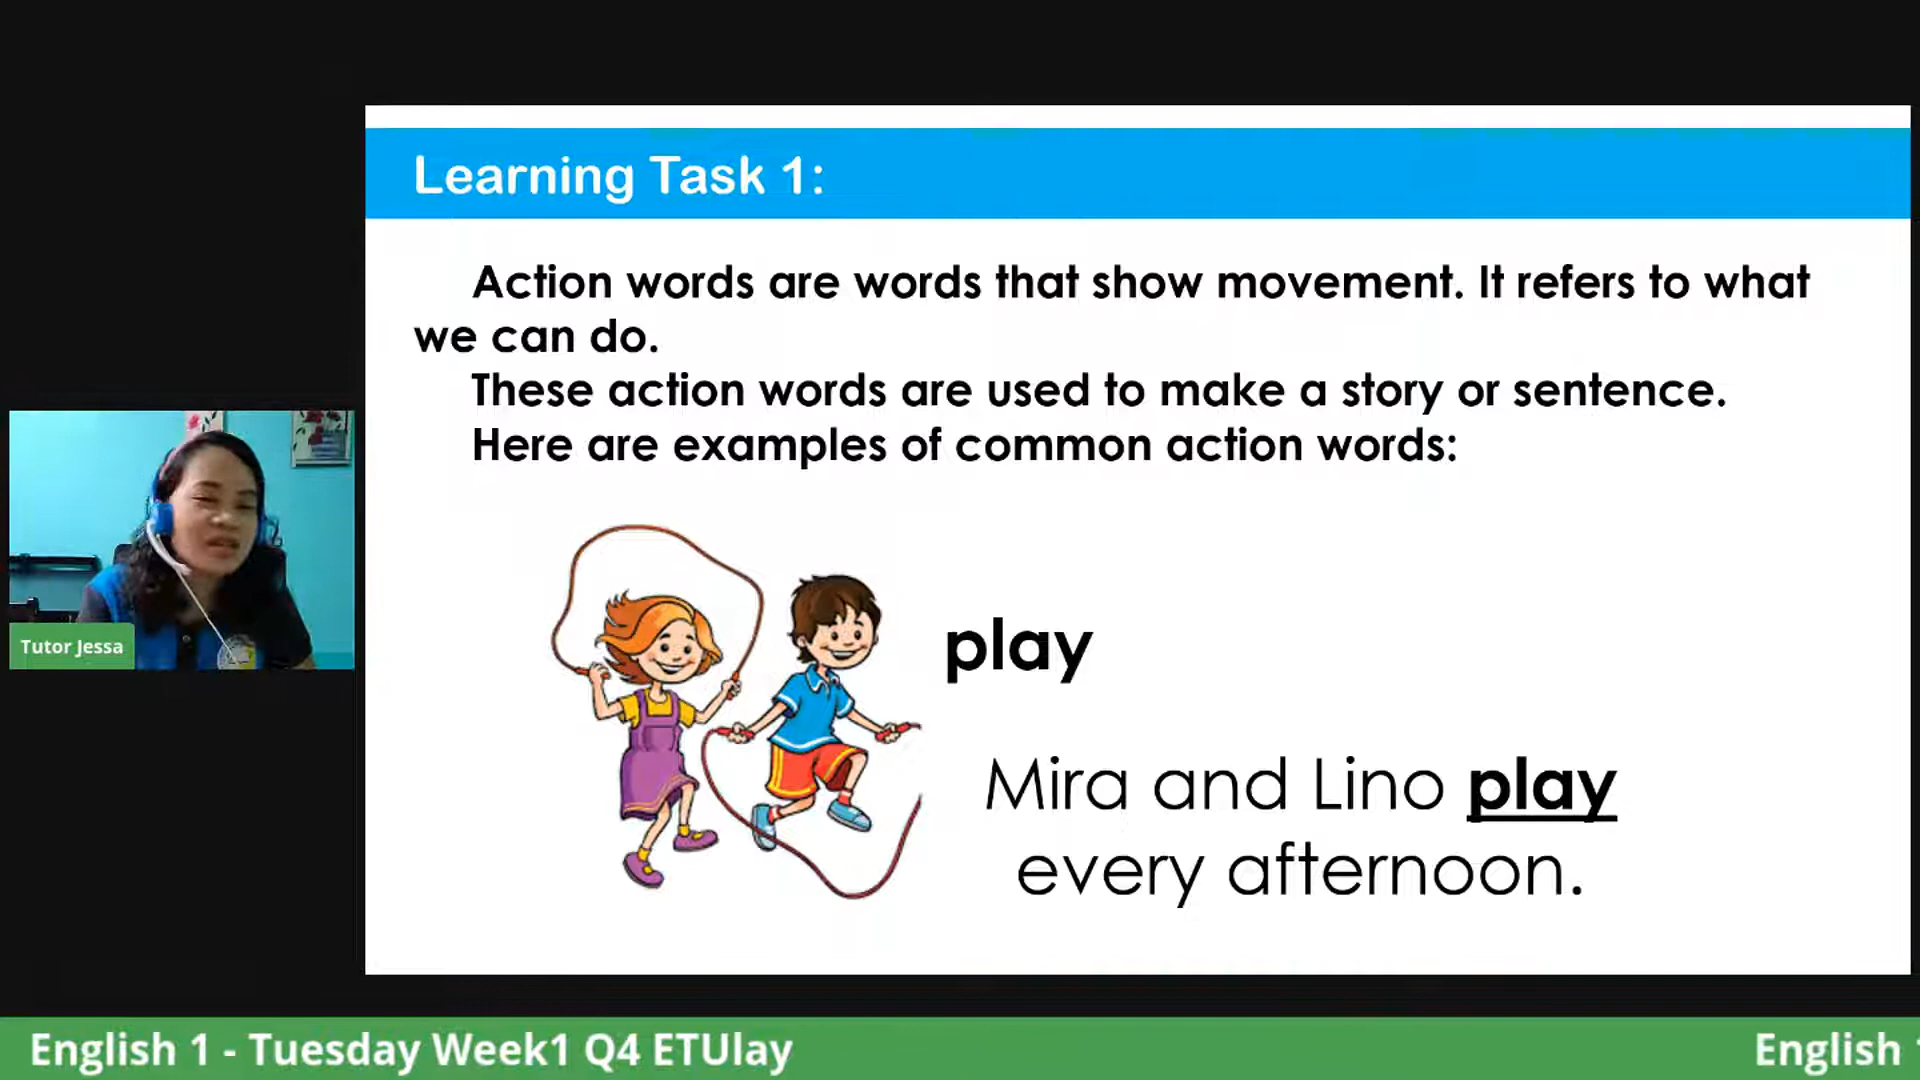 Learning Task 1:
Action words are words that show movement. It refers to what
we can do.
These action words are used to make a story or sentence.
Here are examples of common action words:
play
Mira and Lino play
every afternoon.
Tutor Jessa
English 1 - Tuesday Week1 Q4 ETUlay
English